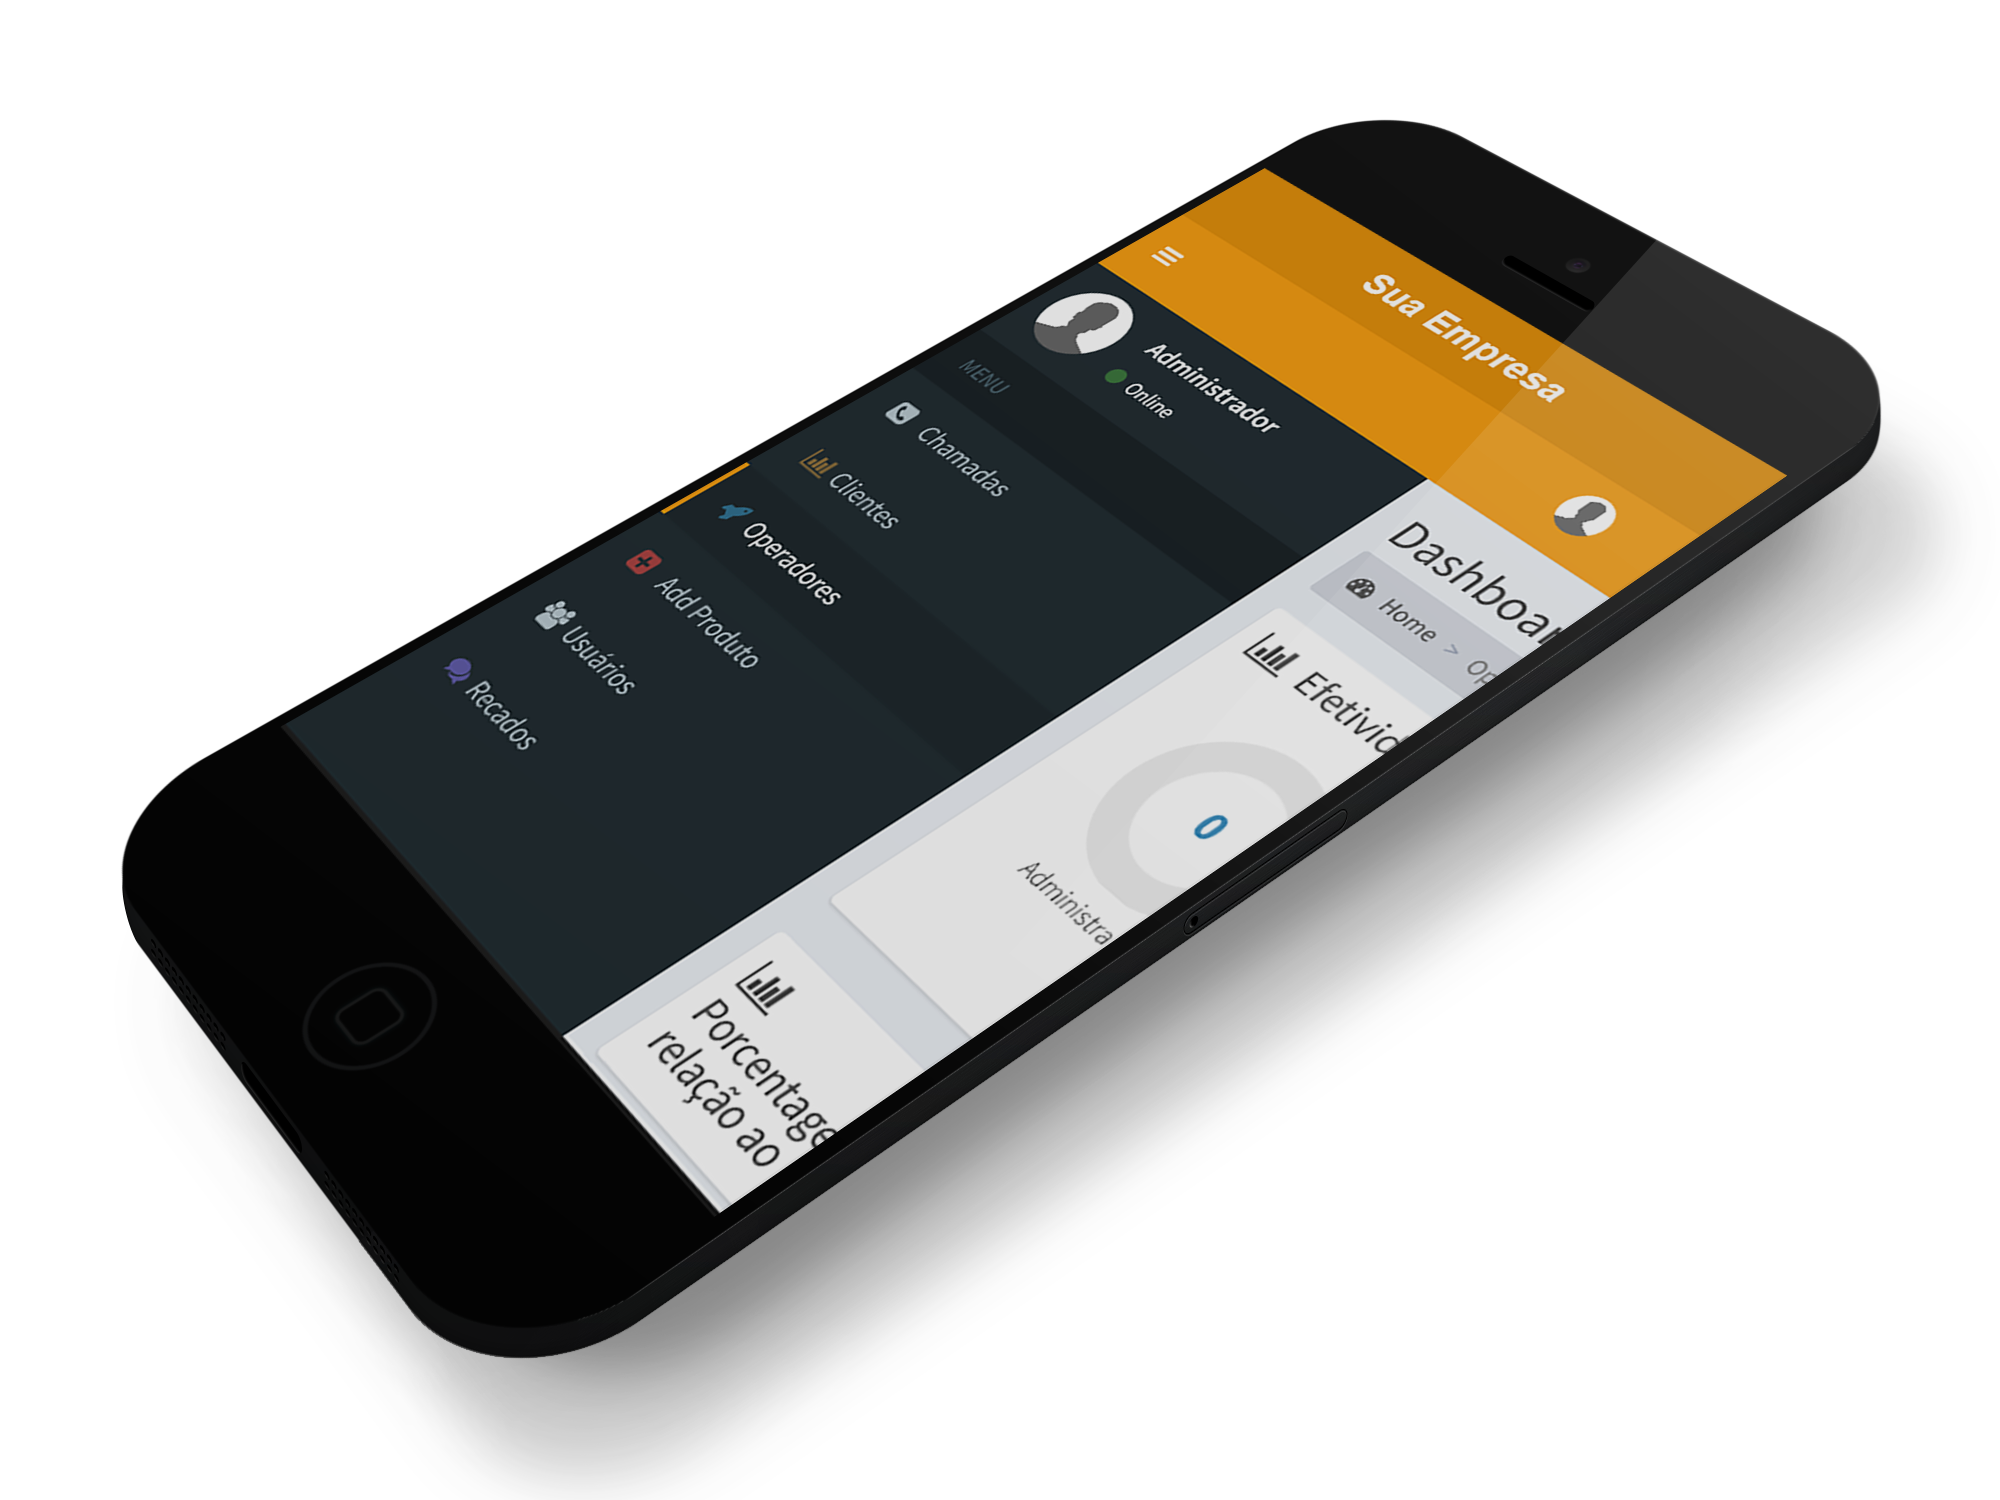 Sua Empresa
Administrador
Online
MENU
Chamadas
Clientes
Operadores
Add Produto
Usuários
Recados
Dashboar
Home > Op
Efetivid
0
Administra
Porcentage
relação ao